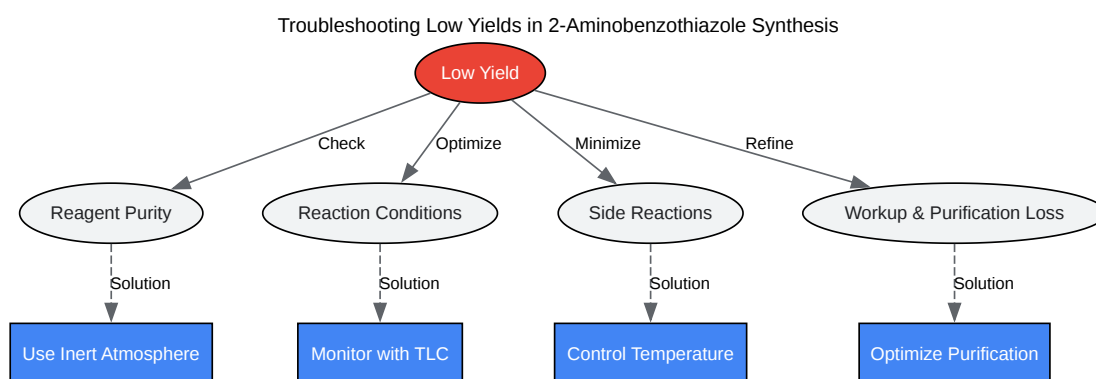 Troubleshooting Low Yields in 2-Aminobenzothiazole Synthesis
Low Yield
Check
Optimize
Minimize
Refine
Reagent Purity
Reaction Conditions
Side Reactions
Workup & Purification Loss
Solution
Solution
Solution
Solution
Use Inert Atmosphere
Monitor with TLC
Control Temperature
Optimize Purification